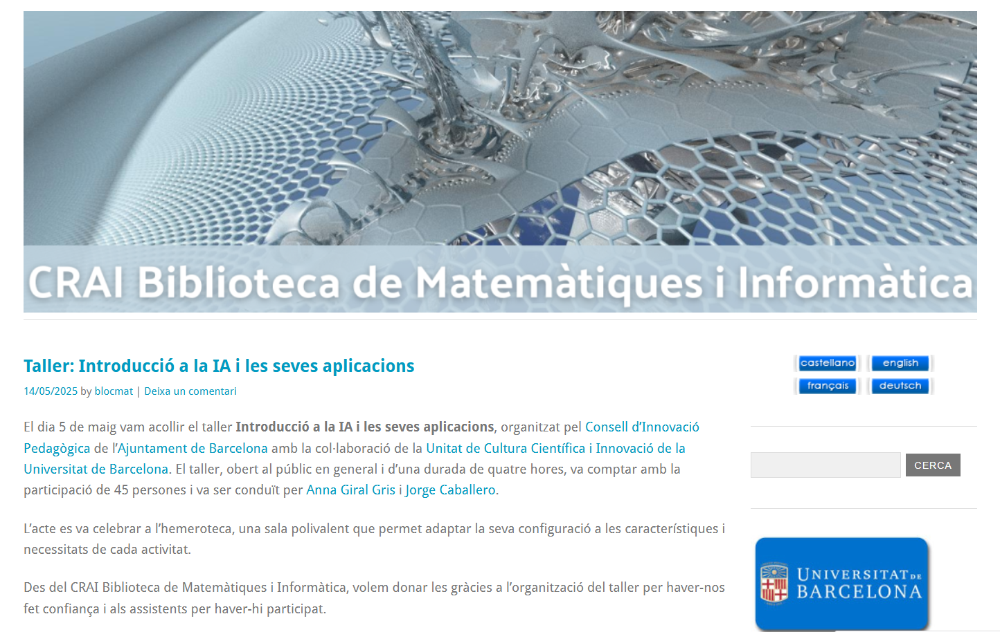 CRAI Biblioteca de Matemàtiques i Informàtica
Taller: Introducció a la IA i les seves aplicacions
14/05/2025 by blocmat | Deixa un comentari
El dia 5 de maig vam acollir el taller Introducció a la IA i les seves aplicacions, organitzat pel Consell d’Innovació
Pedagògica de l’Ajuntament de Barcelona amb la col·laboració de la Unitat de Cultura Científica i Innovació de la
Universitat de Barcelona. El taller, obert al públic en general i d’una durada de quatre hores, va comptar amb la
participació de 45 persones i va ser conduït per Anna Giral Gris i Jorge Caballero.
L’acte es va celebrar a l’hemeroteca, una sala polivalent que permet adaptar la seva configuració a les característiques i
necessitats de cada activitat.
Des del CRAI Biblioteca de Matemàtiques i Informàtica, volem donar les gràcies a l’organització del taller per haver-nos
fet confiança i als assistents per haver-hi participat.
castellano english
français deutsch
CERCA
UNIVERSITAT DE
BARCELONA